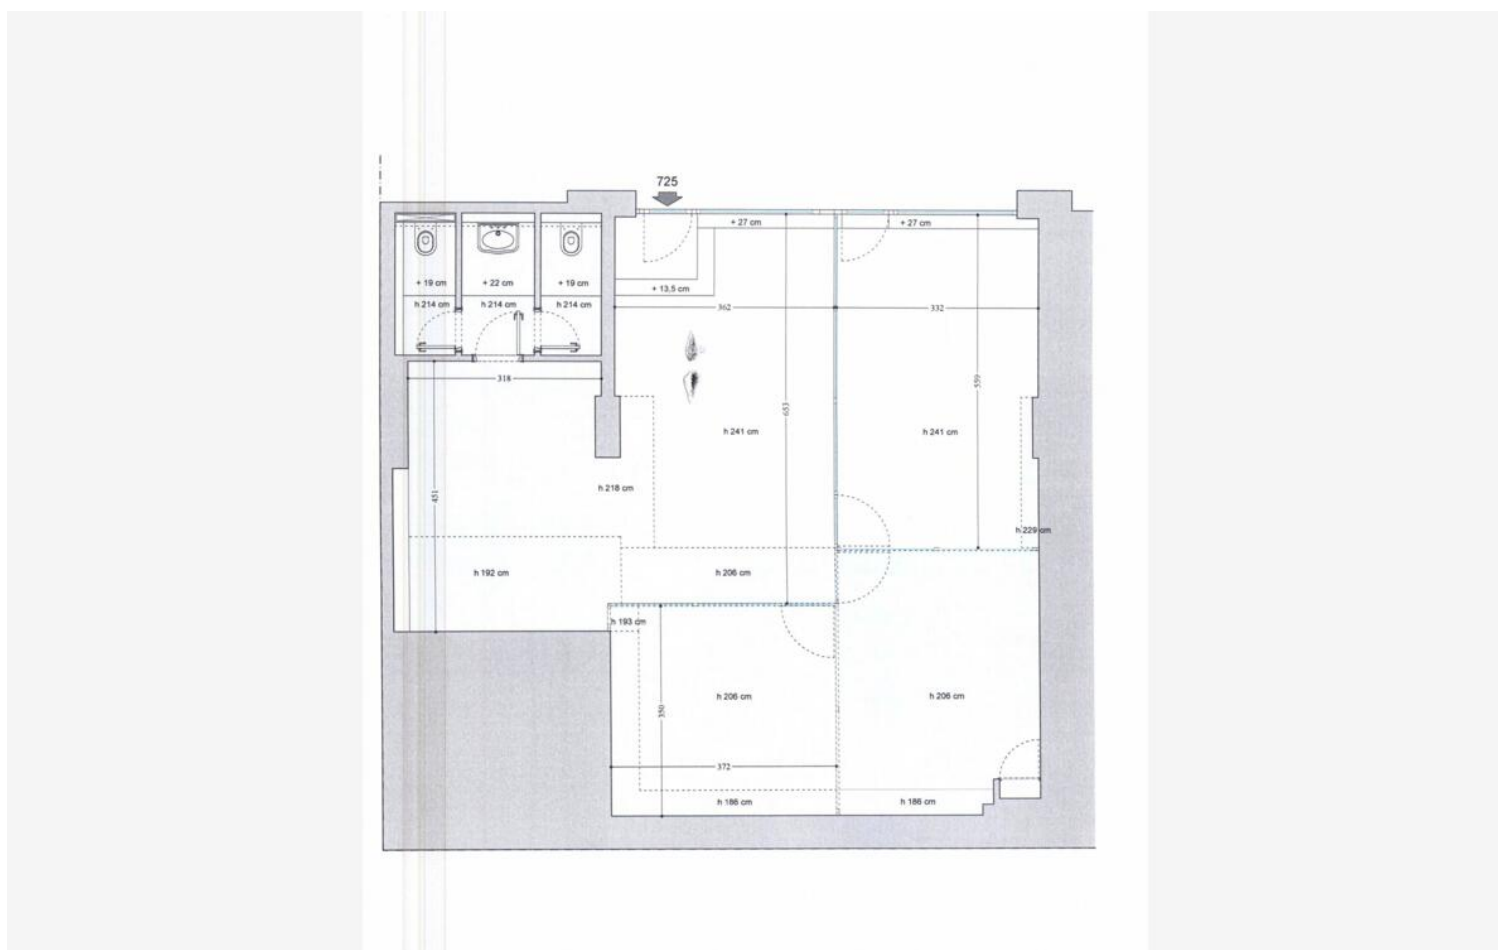 725
+ 27 cm
+ 27 cm
+ 19 cm
+ 22 cm
+ 19 cm
+ 13,5 cm
h 214 cm
h 214 cm
h 214 cm
362
332
318
559
653
h 241 cm
h 241 cm
h 218 cm
451
h 229 cm
h 192 cm
h 206 cm
h 193 cm
h 206 cm
h 206 cm
350
372
h 186 cm
h 186 cm